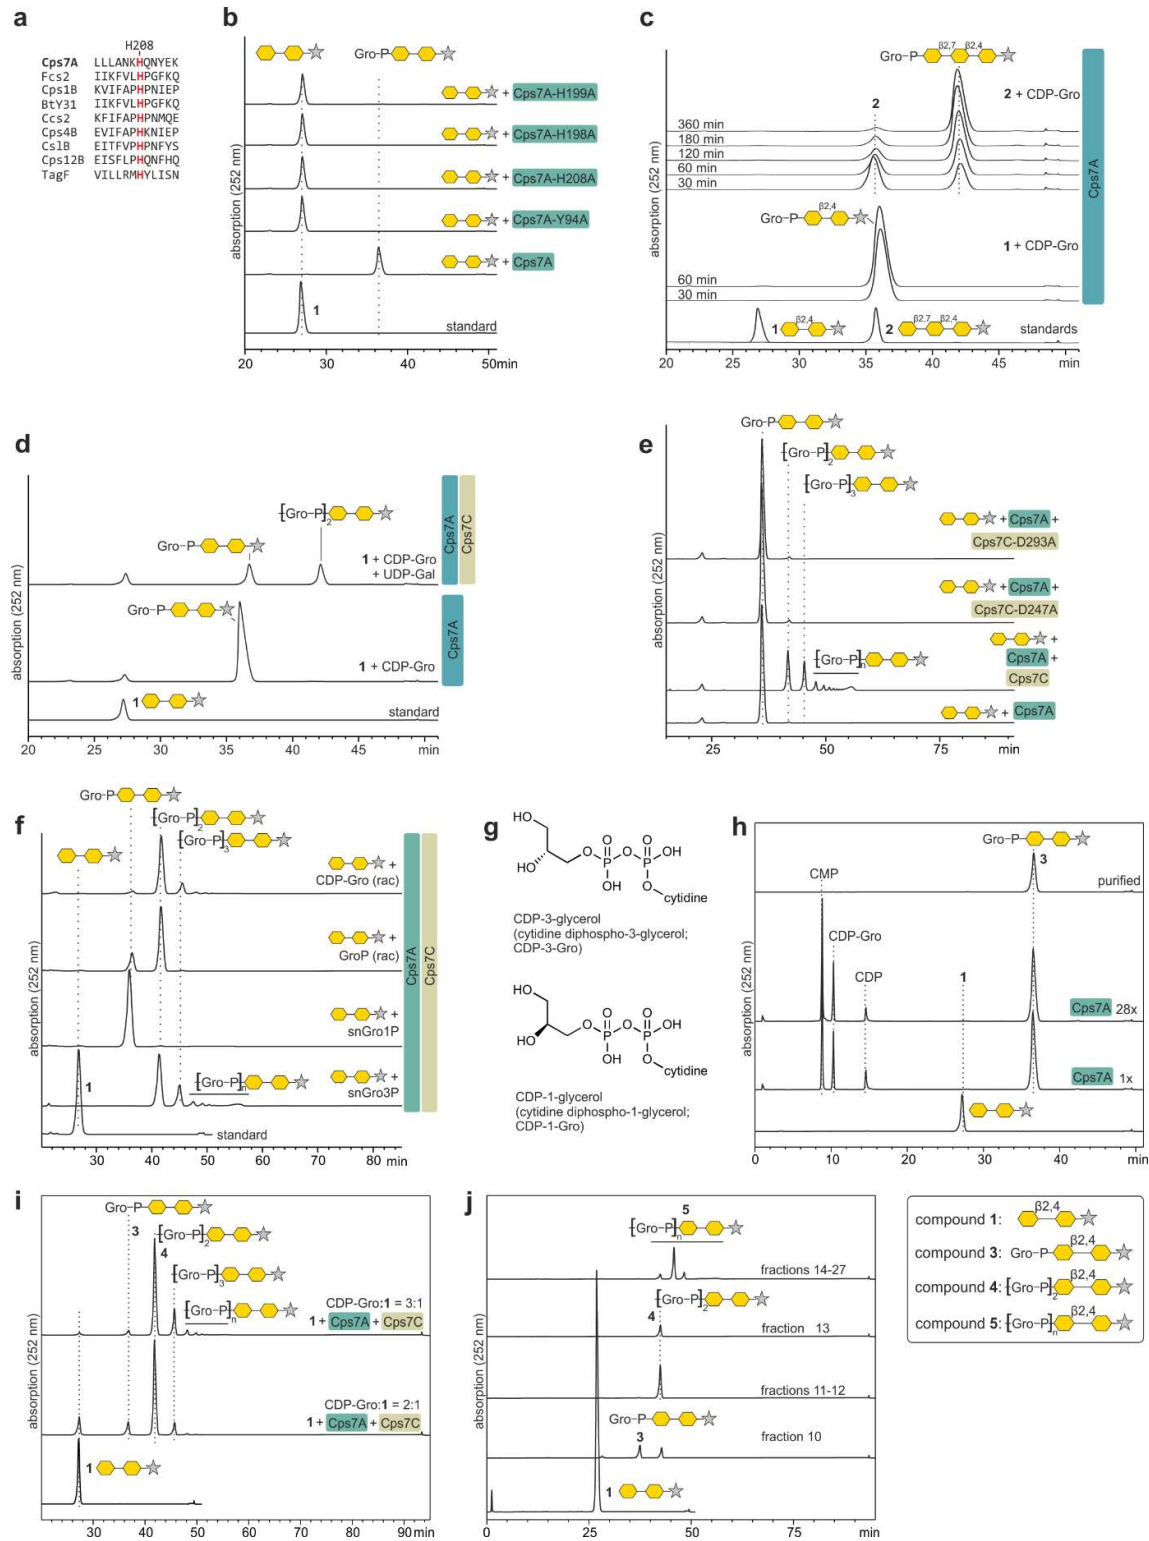 a
H208
Cps7A LLLANKHQNYEK
Fcs2 IIKFVLHPGFKQ
Cps1B KVIFAPHPNIEP
BtY31 IIKFVLHPGFKQ
Ccs2 KFIFAPHPNMQE
Cps4B EVIFAPHKNIEP
Cs1B EITFVPHPNFYS
Cps12B EISFLPHQNFHQ
TagF VILLRMHYLISN
b
Gro-P
absorption (252 nm)
+ Cps7A-H199A
+ Cps7A-H198A
+ Cps7A-H208A
+ Cps7A-Y94A
+ Cps7A
1
standard
20 30 40 50min
c
β2,7 β2,4
Gro-P
absorption (252 nm)
2
2 + CDP-Gro
360 min
180 min
120 min
60 min
30 min
Cps7A
β2,4
Gro-P
1 + CDP-Gro
60 min
30 min
1 β2,4
2 β2,7 β2,4
standards
20 25 30 35 40 45 min
d
absorption (252 nm)
[Gro-P]2
Gro-P
1 + CDP-Gro
+ UDP-Gal
Cps7A
Cps7C
Gro-P
1 + CDP-Gro
Cps7A
1
standard
20 25 30 35 40 45 min
e
Gro-P
[Gro-P]2
[Gro-P]3
absorption (252 nm)
+ Cps7A +
Cps7C-D293A
+ Cps7A +
Cps7C-D247A
+
[Gro-P]n
Cps7A +
Cps7C
+ Cps7A
25 50 75 min
f
Gro-P
[Gro-P]2
[Gro-P]3
absorption (252 nm)
+
CDP-Gro (rac)
+
GroP (rac)
+
snGro1P
+
snGro3P
[Gro-P]n
1
standard
Cps7A
Cps7C
30 40 50 60 70 80 min
g
HO
HO
O
O
P
O
P
O
OH
OH
O
cytidine
CDP-3-glycerol
(cytidine diphospho-3-glycerol;
CDP-3-Gro)
HO
HO
O
O
P
O
P
O
OH
OH
O
cytidine
CDP-1-glycerol
(cytidine diphospho-1-glycerol;
CDP-1-Gro)
h
Gro-P
3
absorption (252 nm)
CMP
purified
CDP-Gro
CDP
1
Cps7A 28x
Cps7A 1x
0 10 20 30 40 min
i
Gro-P
3
[Gro-P]2
4
[Gro-P]3
[Gro-P]n
absorption (252 nm)
CDP-Gro:1 = 3:1
1 + Cps7A + Cps7C
CDP-Gro:1 = 2:1
1 + Cps7A + Cps7C
1
30 40 50 60 70 80 90 min
j
5
[Gro-P]n
absorption (252 nm)
fractions 14-27
[Gro-P]2
4
fraction 13
fractions 11-12
Gro-P
3
fraction 10
1
0 25 50 75 min
compound 1: β2,4
compound 3: Gro-P β2,4
compound 4: [Gro-P]2 β2,4
compound 5: [Gro-P]n β2,4